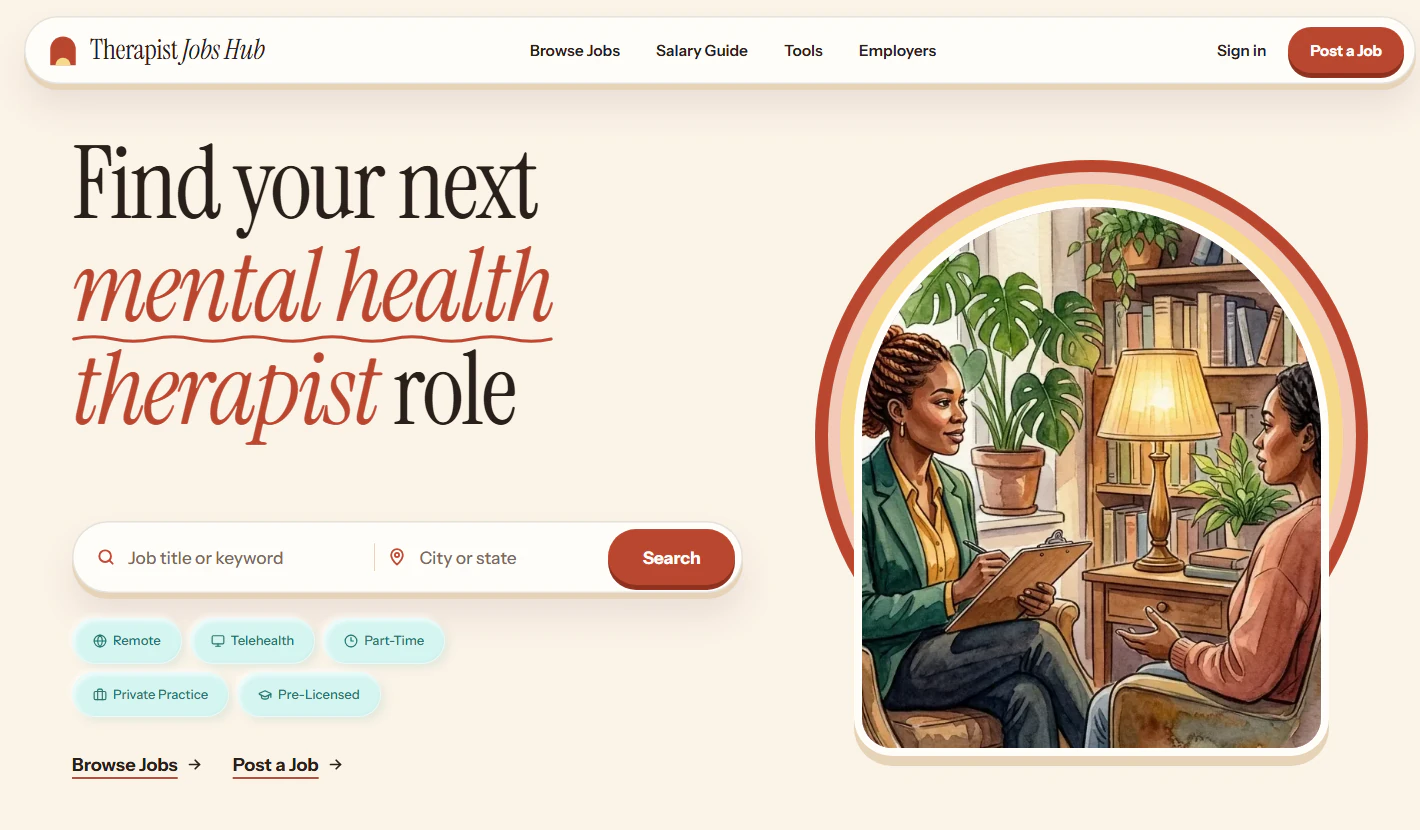 Therapist Jobs Hub
Browse Jobs
Salary Guide
Tools
Employers
Sign in
Post a Job
Find your next
mental health
therapist role
Job title or keyword
City or state
Search
Remote
Telehealth
Part-Time
Private Practice
Pre-Licensed
Browse Jobs →
Post a Job →